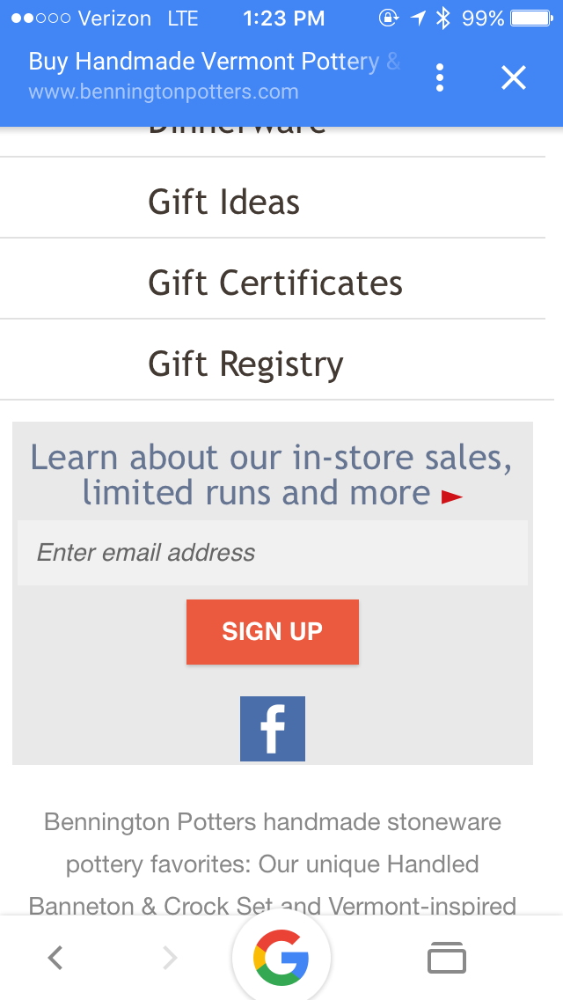 Verizon LTE 1:23 PM 99%
Buy Handmade Vermont Pottery &
www.benningtonpotters.com
Dinnerware
Gift Ideas
Gift Certificates
Gift Registry
Learn about our in-store sales,
limited runs and more
Enter email address
SIGN UP
f
Bennington Potters handmade stoneware
pottery favorites: Our unique Handled
Banneton & Crock Set and Vermont-inspired